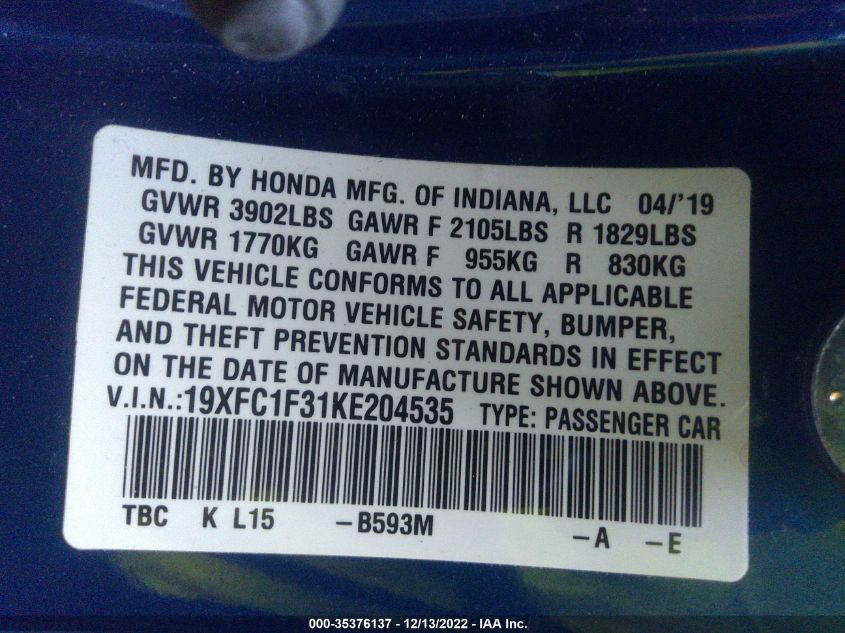 MFD. BY HONDA MFG. OF INDIANA, LLC 04/'19
GVWR 3902LBS GAWR F 2105LBS R 1829LBS
GVWR 1770KG GAWR F 955KG R 830KG
THIS VEHICLE CONFORMS TO ALL APPLICABLE
FEDERAL MOTOR VEHICLE SAFETY, BUMPER,
AND THEFT PREVENTION STANDARDS IN EFFECT
ON THE DATE OF MANUFACTURE SHOWN ABOVE.
V.I.N.:19XFC1F31KE204535 TYPE: PASSENGER CAR
TBC K L15 -B593M -A -E
000-35376137 - 12/13/2022 - IAA Inc.